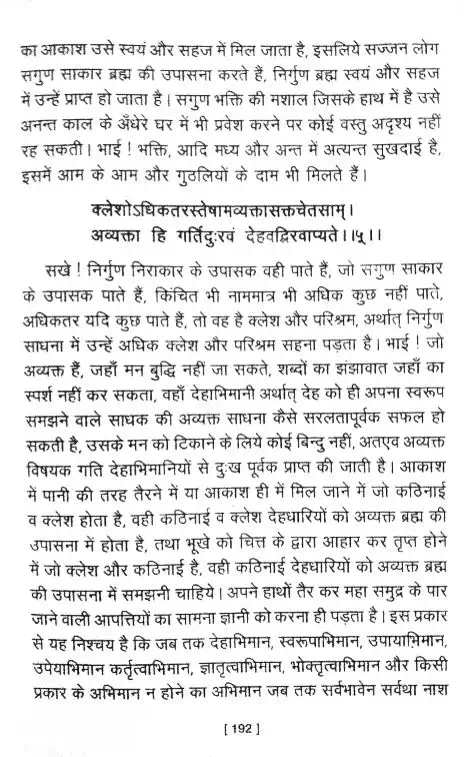 का आकाश उसे स्वयं और सहज में मिल जाता है, इसलिये सज्जन लोग
सगुण साकार ब्रह्म की उपासना करते हैं, निर्गुण ब्रह्म स्वयं और सहज
में उन्हें प्राप्त हो जाता है। सगुण भक्ति की मशाल जिसके हाथ में है उसे
अनन्त काल के अँधेरे घर में भी प्रवेश करने पर कोई वस्तु अदृश्य नहीं
रह सकती। भाई ! भक्ति, आदि मध्य और अन्त में अत्यन्त सुखदाई है,
इसमें आम के आम और गुठलियों के दाम भी मिलते हैं।
क्लेशोऽधिकतरस्तेषामव्यक्तासक्तचेतसाम्।
अव्यक्ता हि गर्तिदुःरवं देहवद्विरवाप्यते।।५्।।
सखे ! निर्गुण निराकार के उपासक वही पाते हैं, जो सगुण साकार
के उपासक पाते हैं, किंचित भी नाममात्र भी अधिक कुछ नहीं पाते,
अधिकतर यदि कुछ पाते हैं, तो वह है क्लेश और परिश्रम, अर्थात् निर्गुण
साधना में उन्हें अधिक क्लेश और परिश्रम सहना पड़ता है। भाई ! जो
अव्यक्त हैं, जहाँ मन बुद्धि नहीं जा सकते, शब्दों का झंझावात जहाँ का
स्पर्श नहीं कर सकता, वहाँ देहाभिमानी अर्थात् देह को ही अपना स्वरूप
समझने वाले साधक की अव्यक्त साधना कैसे सरलतापूर्वक सफल हो
सकती है, उसके मन को टिकाने के लिये कोई बिन्दु नहीं, अतएव अव्यक्त
विषयक गति देहाभिमानियों से दुःख पूर्वक प्राप्त की जाती है। आकाश
में पानी की तरह तैरने में या आकाश ही में मिल जाने में जो कठिनाई
व क्लेश होता है, वही कठिनाई व क्लेश देहधारियों को अव्यक्त ब्रह्म की
उपासना में होता है, तथा भूखे को चित्त के द्वारा आहार कर तृप्त होने
में जो क्लेश और कठिनाई है, वही कठिनाई देहधारियों को अव्यक्त ब्रह्म
की उपासना में समझनी चाहिये। अपने हाथों तैर कर महा समुद्र के पार
जाने वाली आपत्तियों का सामना ज्ञानी को करना ही पड़ता है। इस प्रकार
से यह निश्चय है कि जब तक देहाभिमान, स्वरूपाभिमान, उपायाभिमान,
उपेयाभिमान कर्तृत्वाभिमान, ज्ञातृत्वाभिमान, भोक्तृत्वाभिमान और किसी
प्रकार के अभिमान न होने का अभिमान जब तक सर्वभावेन सर्वथा नाश
[ 192 ]